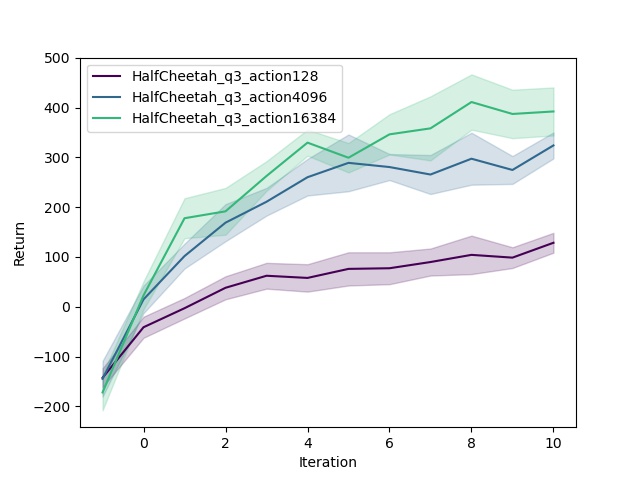 HalfCheetah_q3_action128
HalfCheetah_q3_action4096
HalfCheetah_q3_action16384
500
400
300
200
100
0
−100
−200
Return
0 2 4 6 8 10
Iteration